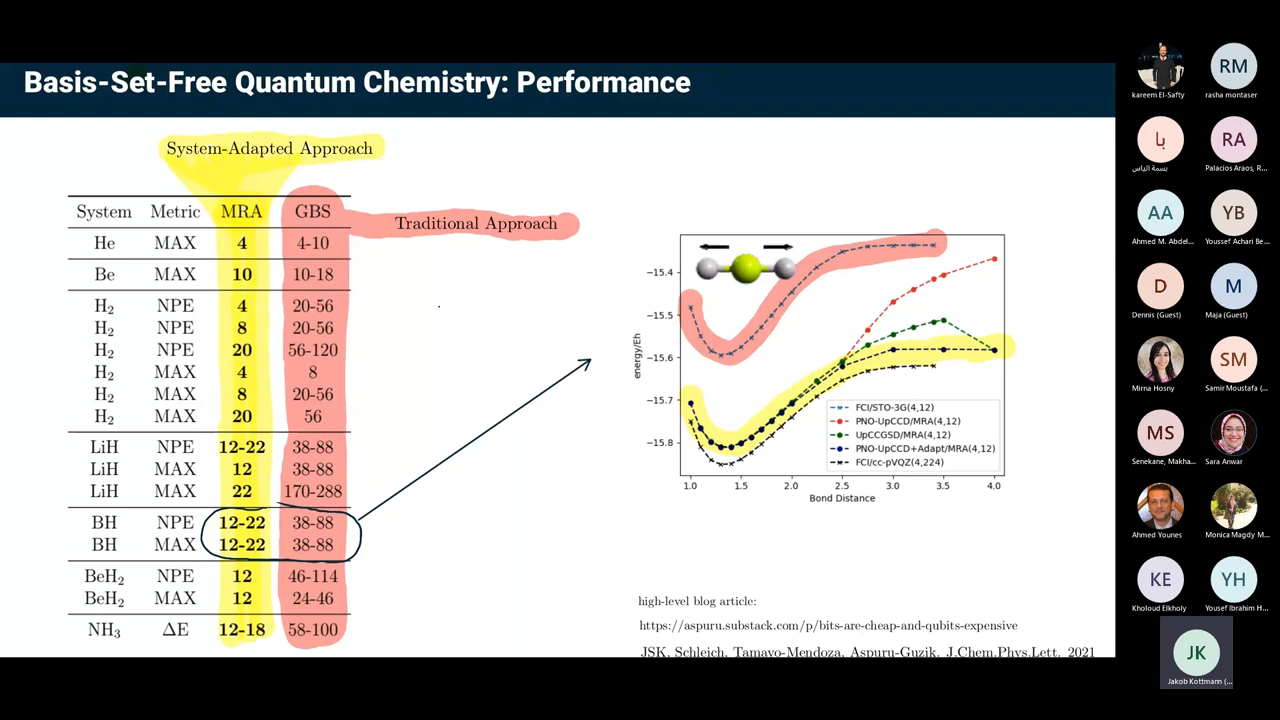 Basis-Set-Free Quantum Chemistry: Performance
System-Adapted Approach
System Metric MRA GBS
Traditional Approach
He MAX 4 4-10
Be MAX 10 10-18
H₂ NPE 4 20-56
H₂ NPE 8 20-56
H₂ NPE 20 56-120
H₂ MAX 4 8
H₂ MAX 8 20-56
H₂ MAX 20 56
LiH NPE 12-22 38-88
LiH MAX 12 38-88
LiH MAX 22 170-288
BH NPE 12-22 38-88
BH MAX 12-22 38-88
BeH₂ NPE 12 46-114
BeH₂ MAX 12 24-46
NH₃ ΔE 12-18 58-100
energy/Eh
−15.4
−15.5
−15.6
−15.7
−15.8
FCI/STO-3G(4,12)
PNO-UpCCD/MRA(4,12)
UpCCGSD/MRA(4,12)
PNO-UpCCD+Adapt/MRA(4,12)
FCI/cc-pVQZ(4,224)
1.0 1.5 2.0 2.5 3.0 3.5 4.0
Bond Distance
high-level blog article:
https://aspuru.substack.com/p/bits-are-cheap-and-qubits-expensive
JSK, Schleich, Tamayo-Mendoza, Aspuru-Guzik. J.Chem.Phys.Lett. 2021
kareem El-Safty
RM
rasha montaser
با
بسمة الياس
RA
Palacios Araos, R...
AA
Ahmed M. Abdel...
YB
Youssef Achari Be...
D
Dennis (Guest)
M
Maja (Guest)
Mirna Hosny
SM
Samir Moustafa (...
MS
Senekane, Makha...
Sara Anwar
Ahmed Younes
Monica Magdy M...
KE
Kholoud Elkholy
YH
Yousef Ibrahim H...
JK
Jakob Kottmann (...